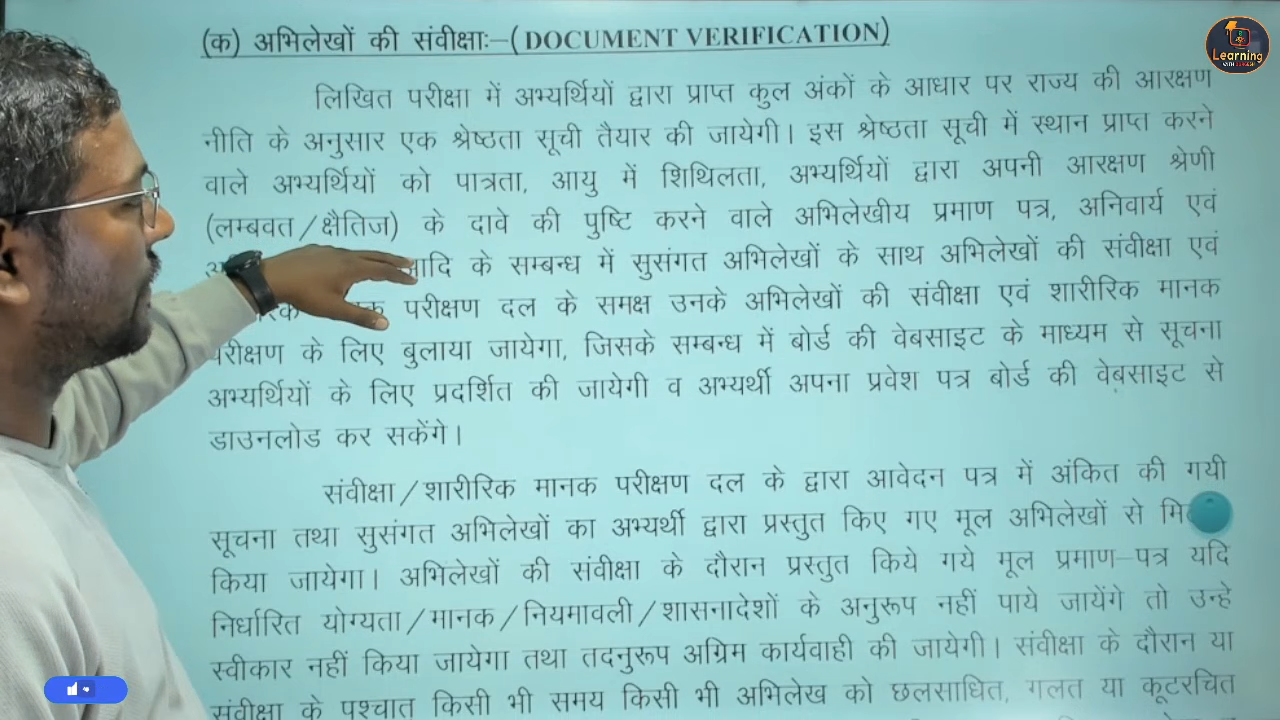 (क) अभिलेखों की संवीक्षाः–( DOCUMENT VERIFICATION)
Learning
लिखित परीक्षा में अभ्यर्थियों द्वारा प्राप्त कुल अंकों के आधार पर राज्य की आरक्षण
नीति के अनुसार एक श्रेष्ठता सूची तैयार की जायेगी। इस श्रेष्ठता सूची में स्थान प्राप्त करने
वाले अभ्यर्थियों को पात्रता, आयु में शिथिलता, अभ्यर्थियों द्वारा अपनी आरक्षण श्रेणी
(लम्बवत/क्षैतिज) के दावे की पुष्टि करने वाले अभिलेखीय प्रमाण पत्र, अनिवार्य एवं
आदि के सम्बन्ध में सुसंगत अभिलेखों के साथ अभिलेखों की संवीक्षा एवं
परीक्षण दल के समक्ष उनके अभिलेखों की संवीक्षा एवं शारीरिक मानक
परीक्षण के लिए बुलाया जायेगा, जिसके सम्बन्ध में बोर्ड की वेबसाइट के माध्यम से सूचना
अभ्यर्थियों के लिए प्रदर्शित की जायेगी व अभ्यर्थी अपना प्रवेश पत्र बोर्ड की वेबसाइट से
डाउनलोड कर सकेंगे।
संवीक्षा/शारीरिक मानक परीक्षण दल के द्वारा आवेदन पत्र में अंकित की गयी
सूचना तथा सुसंगत अभिलेखों का अभ्यर्थी द्वारा प्रस्तुत किए गए मूल अभिलेखों से
किया जायेगा। अभिलेखों की संवीक्षा के दौरान प्रस्तुत किये गये मूल प्रमाण–पत्र यदि
निर्धारित योग्यता/मानक/नियमावली/शासनादेशों के अनुरूप नहीं पाये जायेंगे तो उन्हे
स्वीकार नहीं किया जायेगा तथा तदनुरूप अग्रिम कार्यवाही की जायेगी। संवीक्षा के दौरान या
संवीक्षा के पश्चात किसी भी समय किसी भी अभिलेख को छलसाधित, गलत या कूटरचित